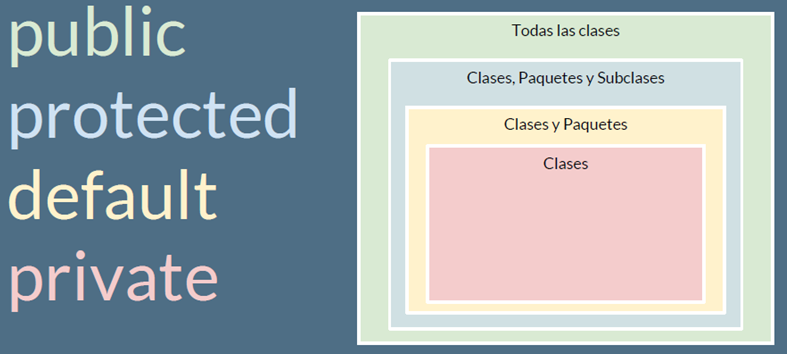 public
protected
default
private
Todas las clases
Clases, Paquetes y Subclases
Clases y Paquetes
Clases